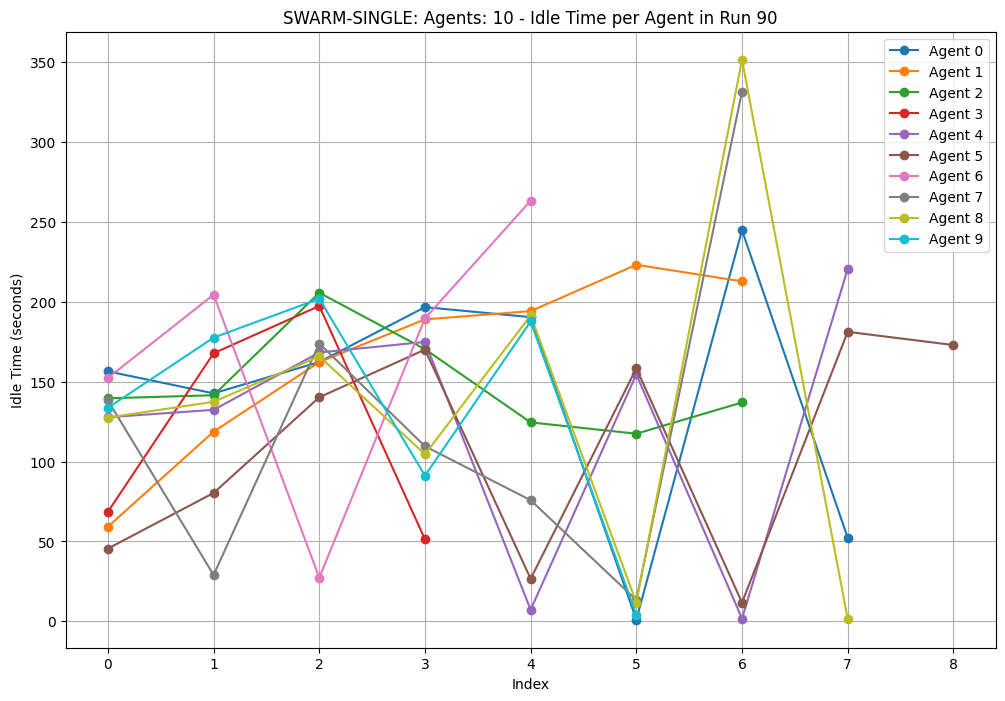 SWARM-SINGLE: Agents: 10 - Idle Time per Agent in Run 90
Idle Time (seconds)
350
300
250
200
150
100
50
0
0 1 2 3 4 5 6 7 8
Index
Agent 0
Agent 1
Agent 2
Agent 3
Agent 4
Agent 5
Agent 6
Agent 7
Agent 8
Agent 9